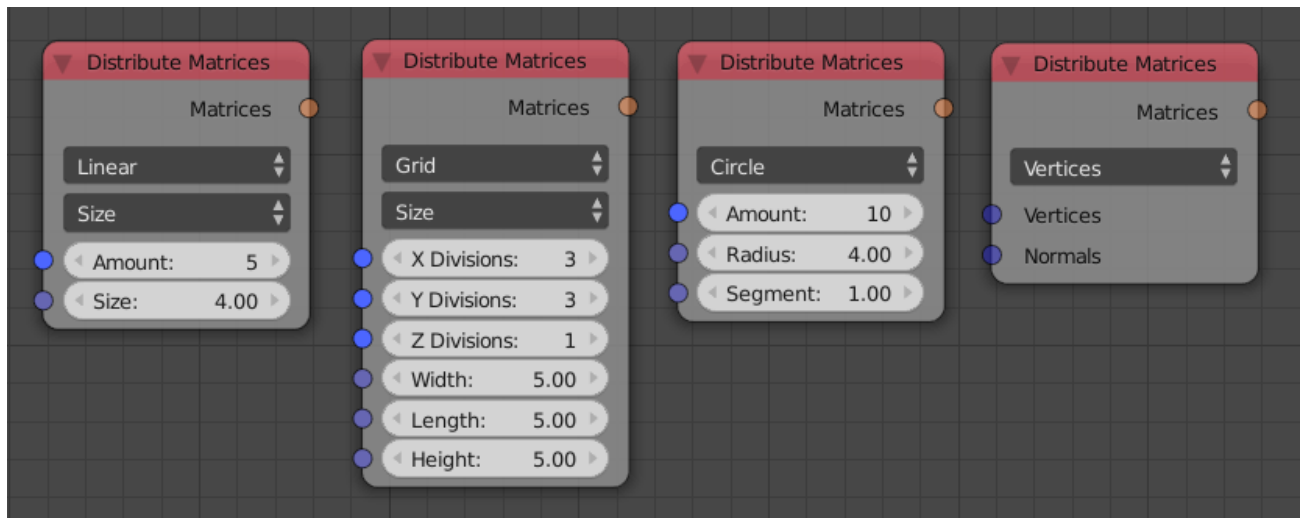 Distribute Matrices
Matrices
Linear
Size
Amount: 5
Size: 4.00
Distribute Matrices
Matrices
Grid
Size
X Divisions: 3
Y Divisions: 3
Z Divisions: 1
Width: 5.00
Length: 5.00
Height: 5.00
Distribute Matrices
Matrices
Circle
Amount: 10
Radius: 4.00
Segment: 1.00
Distribute Matrices
Matrices
Vertices
Vertices
Normals